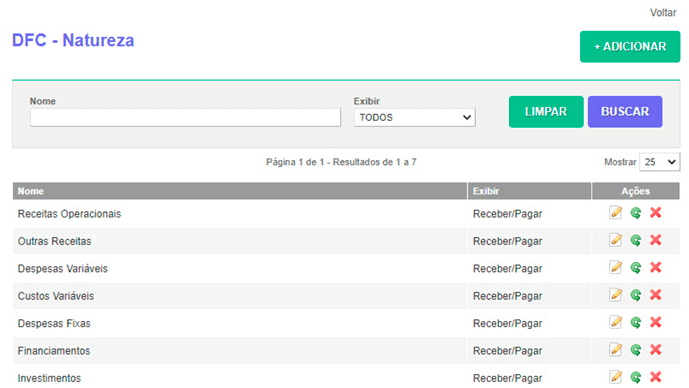 Voltar
DFC - Natureza
+ ADICIONAR
Nome
Exibir
TODOS
LIMPAR
BUSCAR
Página 1 de 1 - Resultados de 1 a 7
Mostrar 25
Nome Exibir Ações
Receitas Operacionais Receber/Pagar
Outras Receitas Receber/Pagar
Despesas Variáveis Receber/Pagar
Custos Variáveis Receber/Pagar
Despesas Fixas Receber/Pagar
Financiamentos Receber/Pagar
Investimentos Receber/Pagar